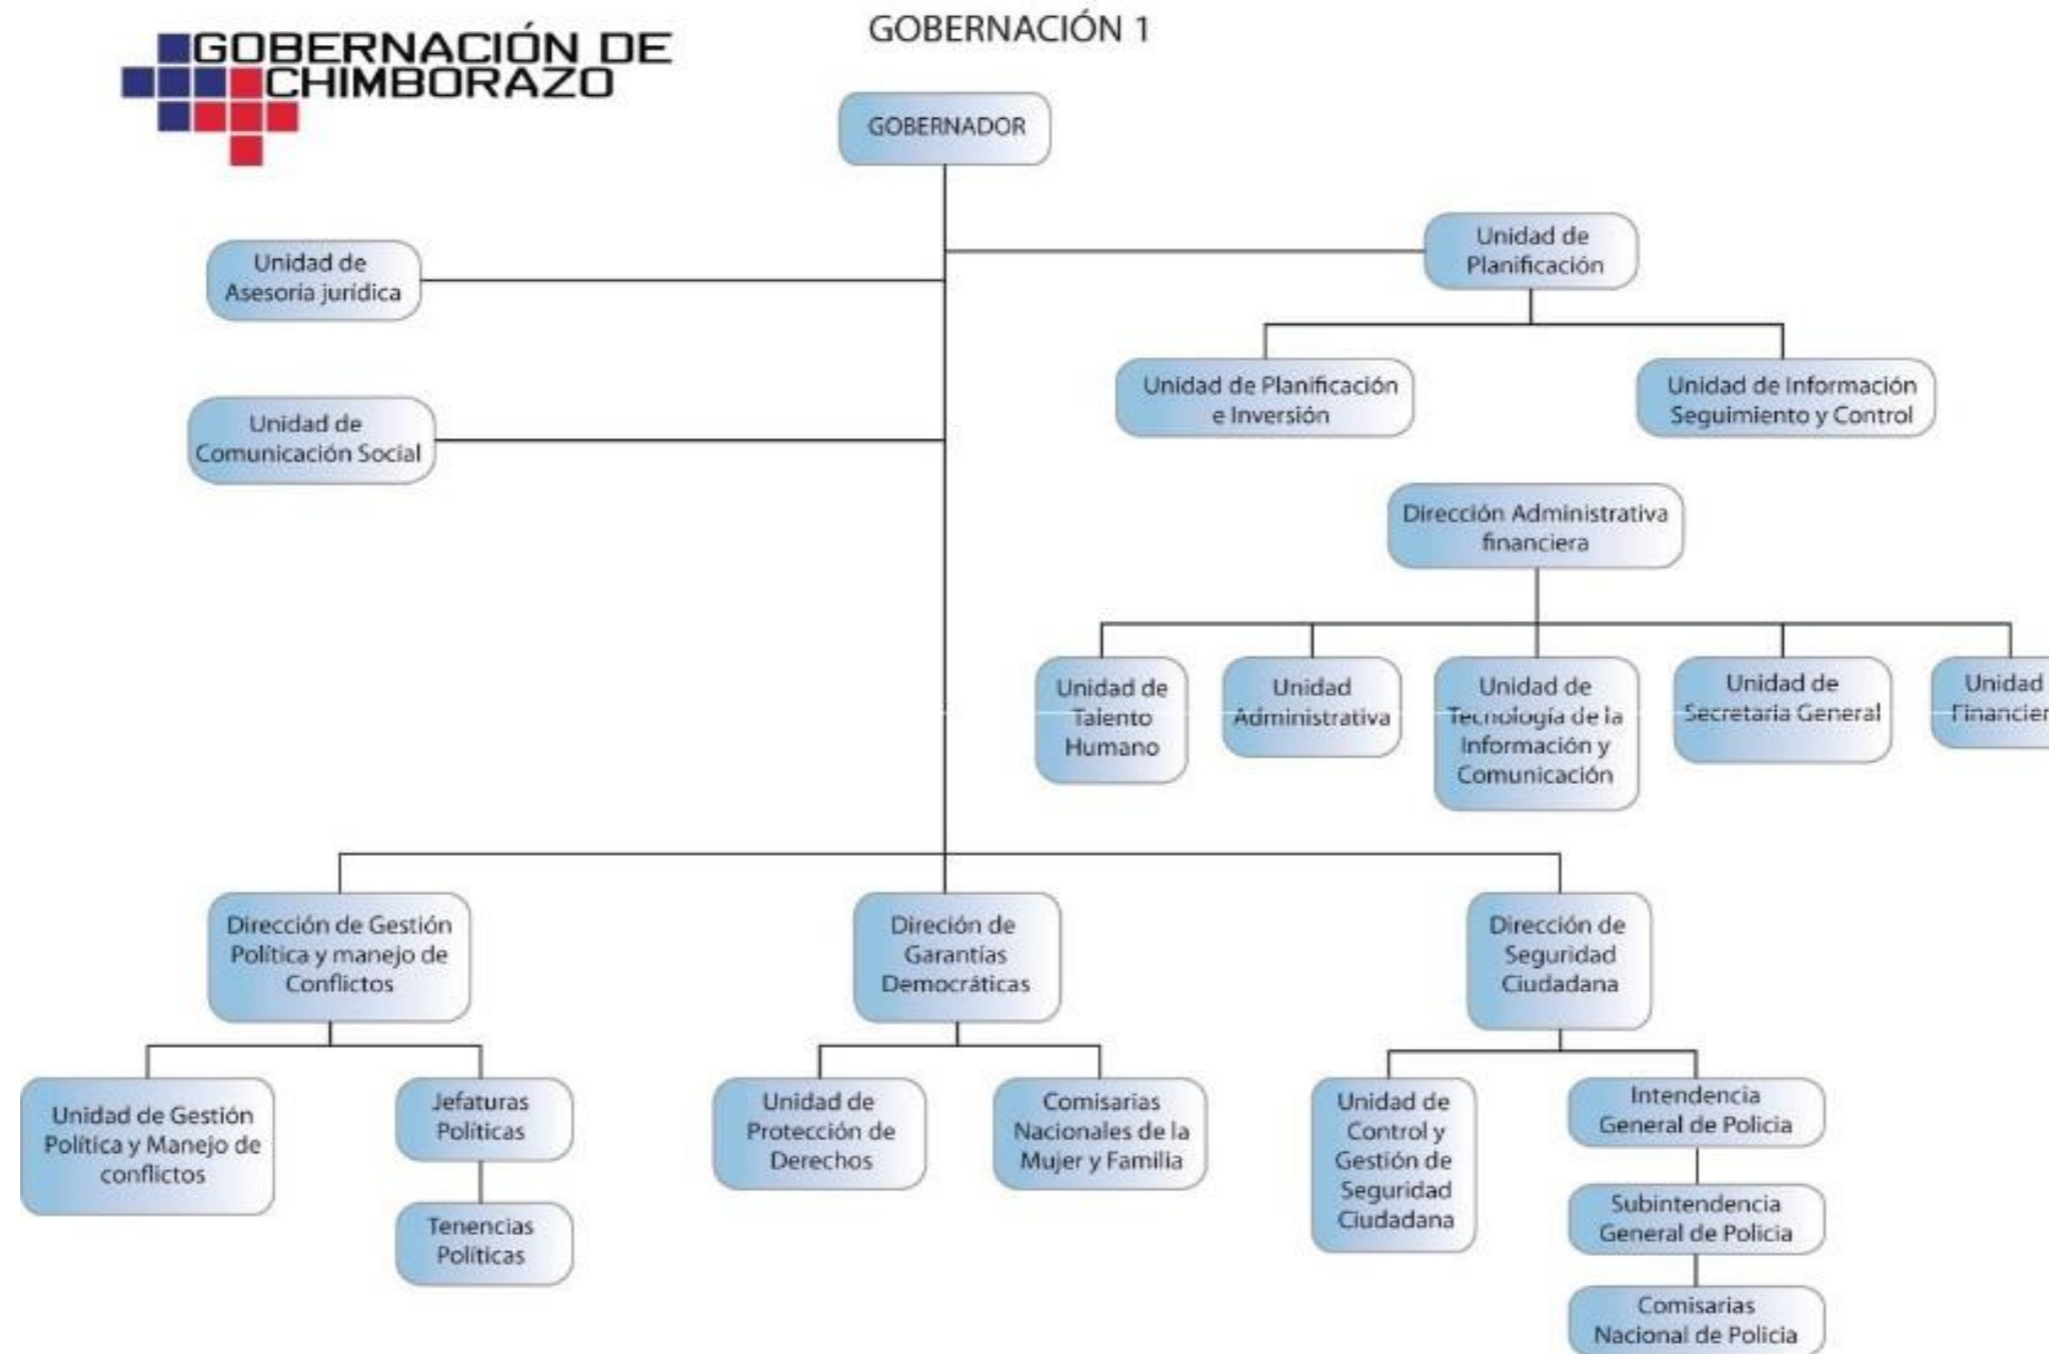 GOBERNACIÓN 1
GOBERNACIÓN DE
CHIMBORAZO
GOBERNADOR
Unidad de
Planificación
Unidad de
Asesoria jurídica
Unidad de Planificación
e Inversión
Unidad de Información
Seguimiento y Control
Unidad de
Comunicación Social
Dirección Administrativa
financiera
Unidad de
Talento
Humano
Unidad
Administrativa
Unidad de
Tecnología de la
Información y
Comunicación
Unidad de
Secretaria General
Unidad
Financier
Dirección de Gestión
Política y manejo de
Conflictos
Direción de
Garantías
Democráticas
Dirección de
Seguridad
Ciudadana
Unidad de Gestión
Política y Manejo de
conflictos
Jefaturas
Políticas
Tenencias
Políticas
Unidad de
Protección de
Derechos
Comisarias
Nacionales de la
Mujer y Familia
Unidad de
Control y
Gestión de
Seguridad
Ciudadana
Intendencia
General de Policia
Subintendencia
General de Policia
Comisarias
Nacional de Policia